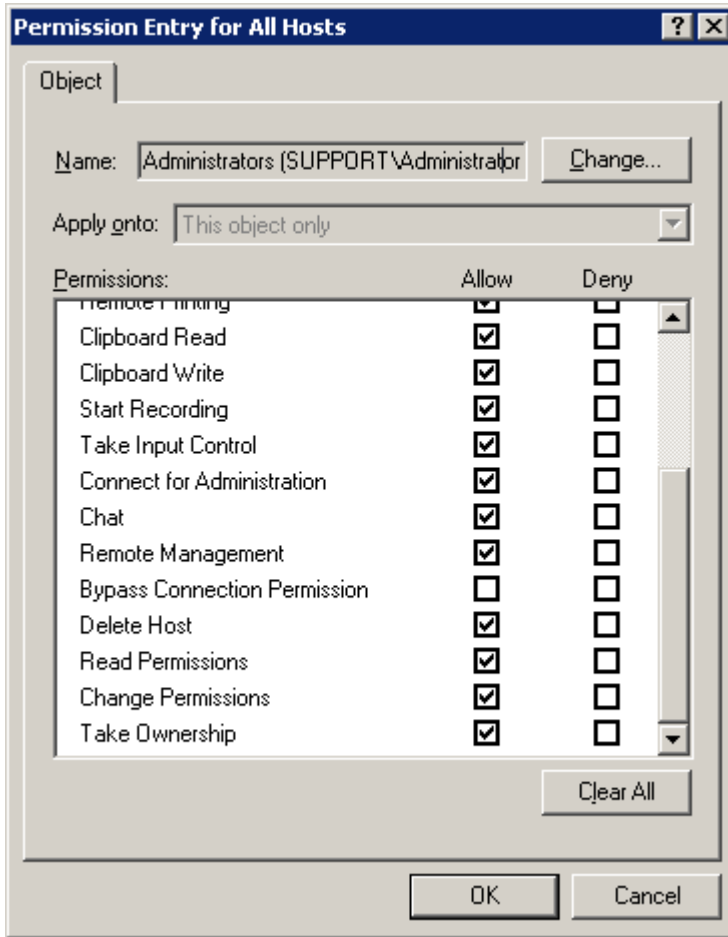 Permission Entry for All Hosts
Object
Name: Administrators (SUPPORT\Administrator Change...
Apply onto: This object only
Permissions: Allow Deny
Remote Printing
Clipboard Read
Clipboard Write
Start Recording
Take Input Control
Connect for Administration
Chat
Remote Management
Bypass Connection Permission
Delete Host
Read Permissions
Change Permissions
Take Ownership
Clear All
OK Cancel